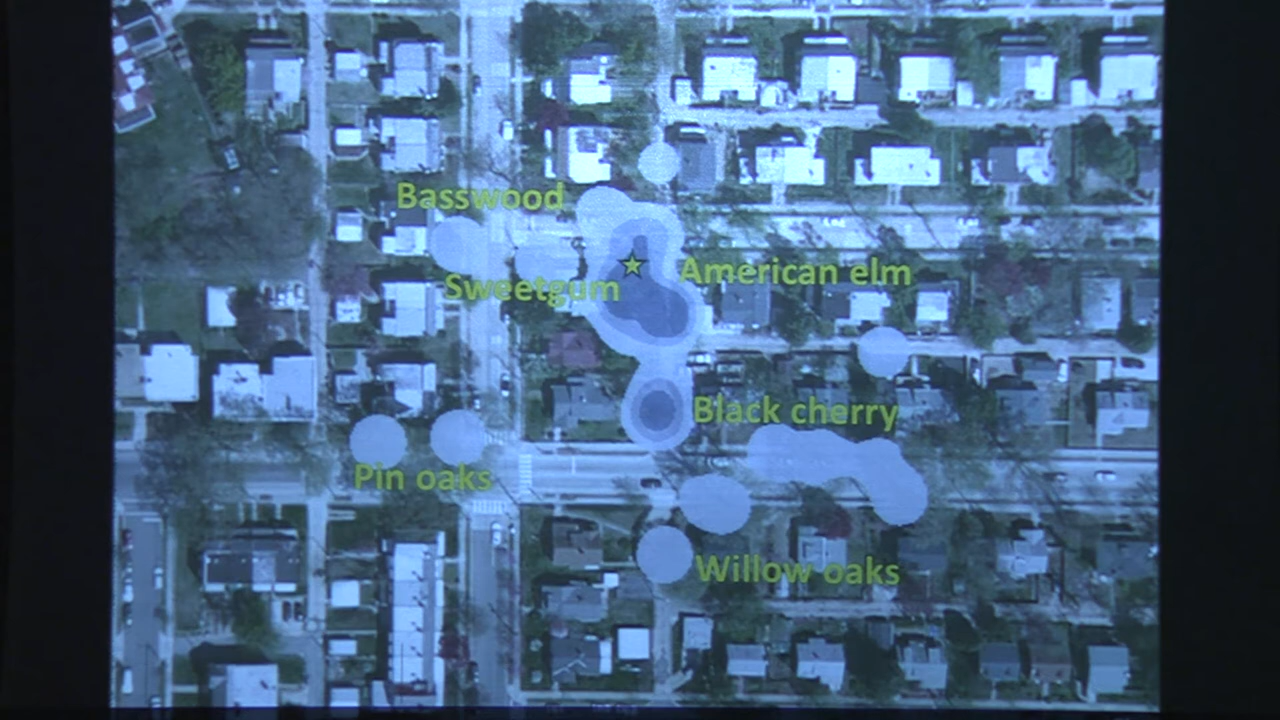 Basswood
American elm
Sweetgum
Black cherry
Pin oaks
Willow oaks